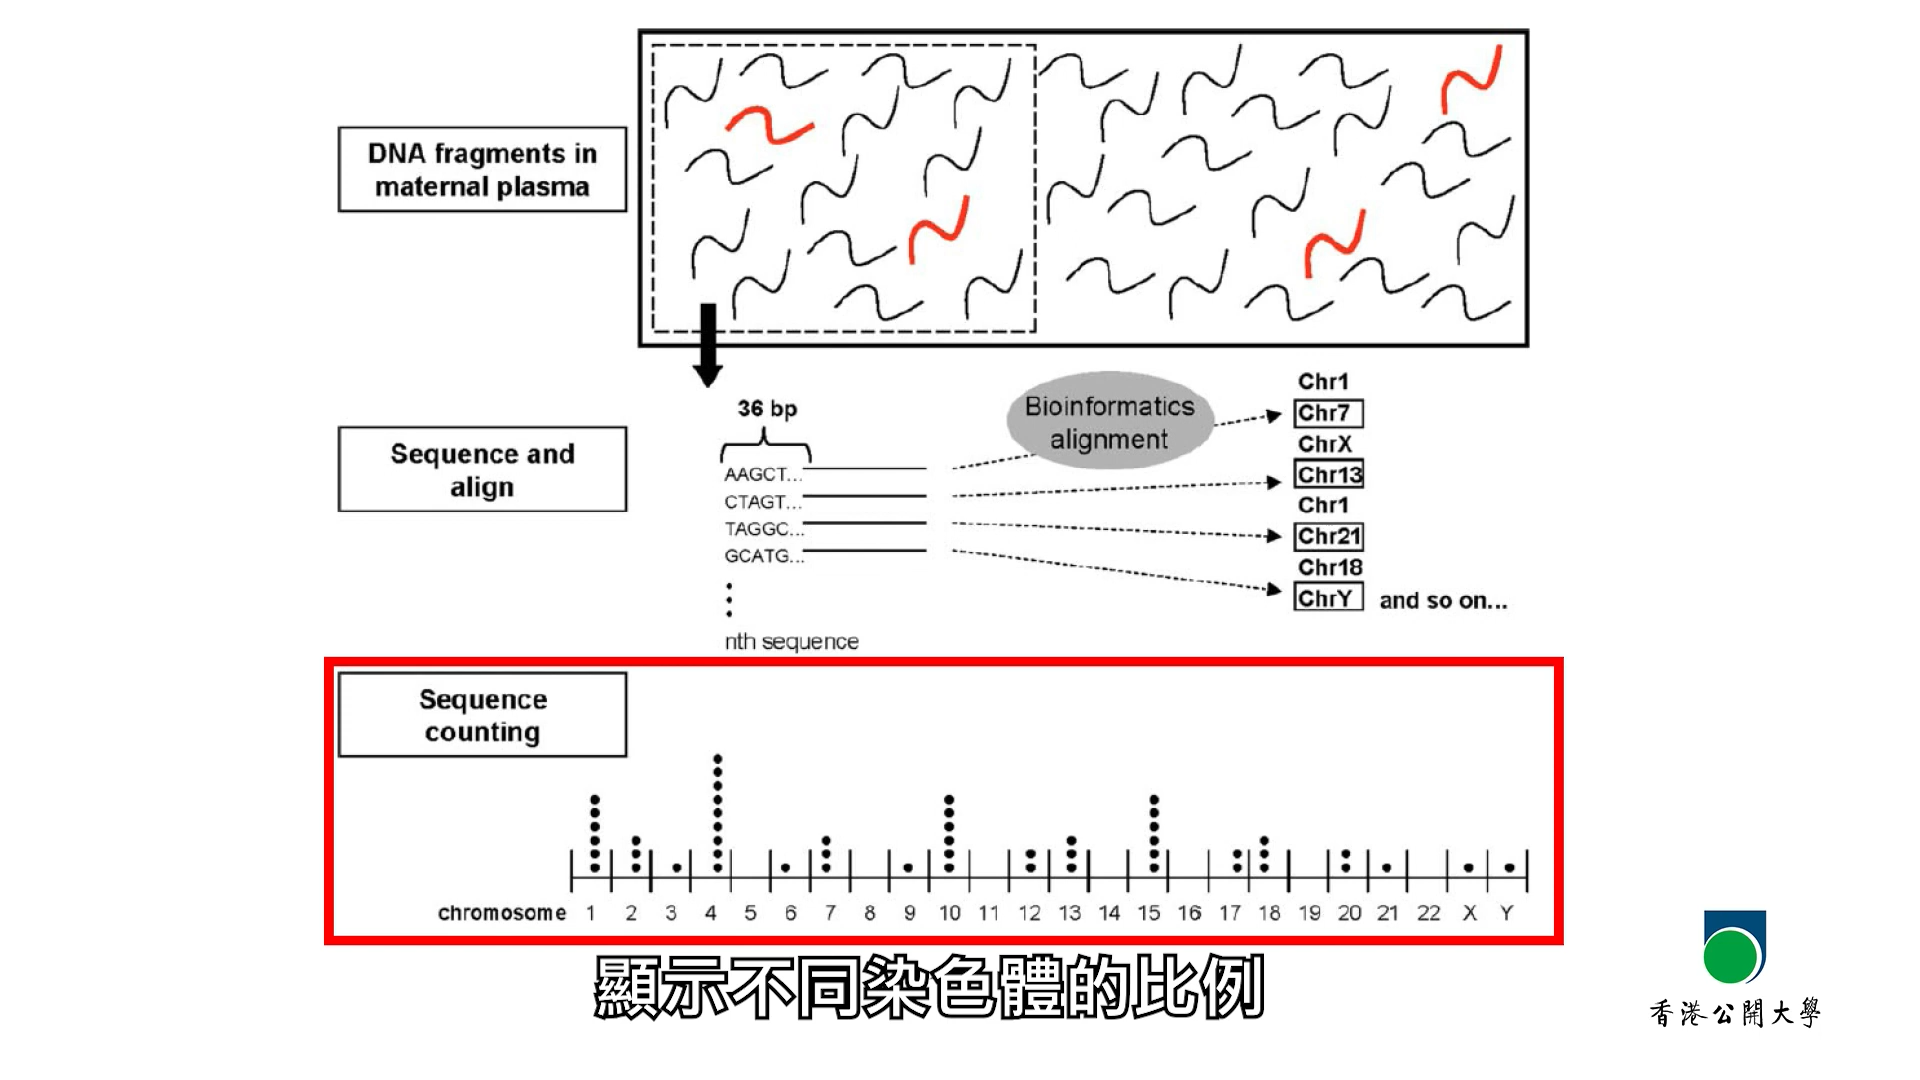 DNA fragments in
maternal plasma
Sequence and
align
36 bp
AAGCT...
CTAGT...
TAGGC...
GCATG...
nth sequence
Bioinformatics
alignment
Chr1
Chr7
ChrX
Chr13
Chr1
Chr21
Chr18
ChrY and so on...
Sequence
counting
chromosome 1 2 3 4 5 6 7 8 9 10 11 12 13 14 15 16 17 18 19 20 21 22 X Y
顯示不同染色體的比例
香港公開大學